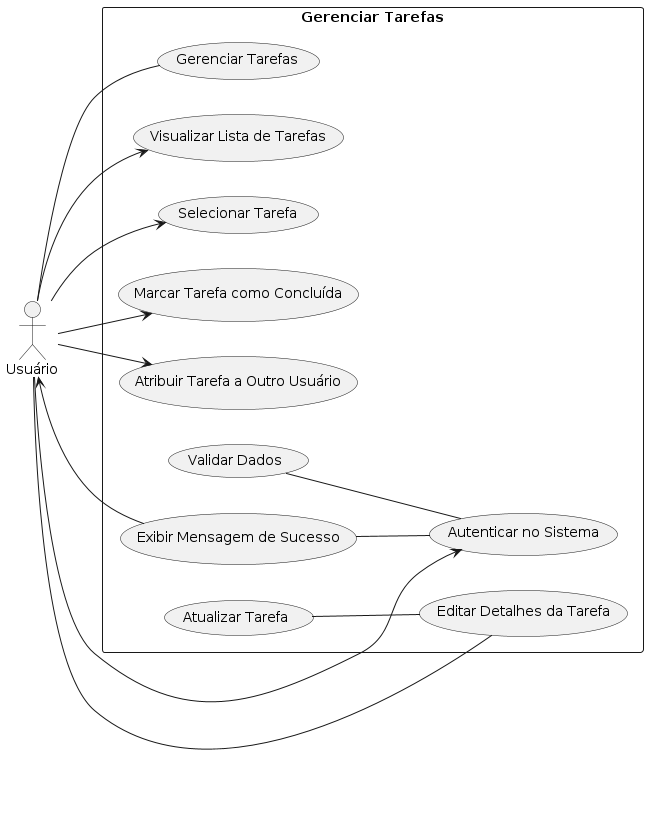 Gerenciar Tarefas
Gerenciar Tarefas
Visualizar Lista de Tarefas
Selecionar Tarefa
Marcar Tarefa como Concluída
Usuário
Atribuir Tarefa a Outro Usuário
Validar Dados
Exibir Mensagem de Sucesso
Autenticar no Sistema
Atualizar Tarefa
Editar Detalhes da Tarefa